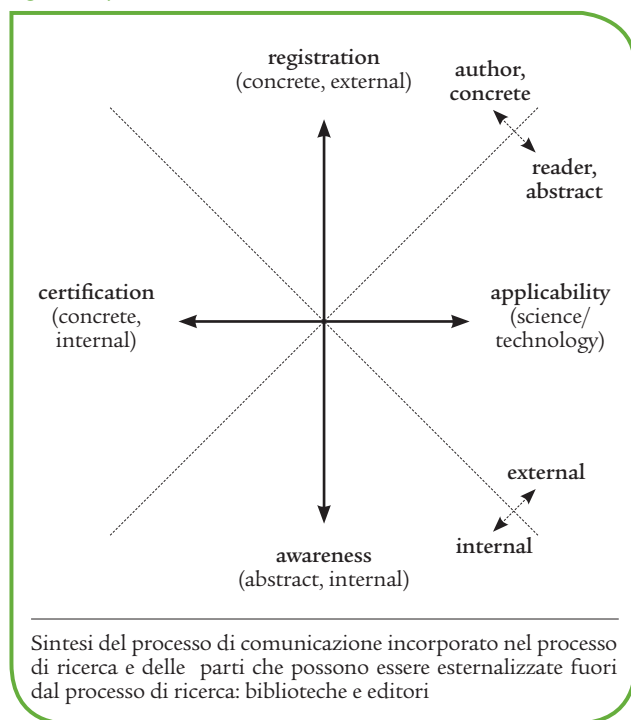 registration
(concrete, external)
author,
concrete
reader,
abstract
certification
(concrete,
internal)
applicability
(science/
technology)
external
internal
awareness
(abstract, internal)
Sintesi del processo di comunicazione incorporato nel processo
di ricerca e delle parti che possono essere esternalizzate fuori
dal processo di ricerca: biblioteche e editori